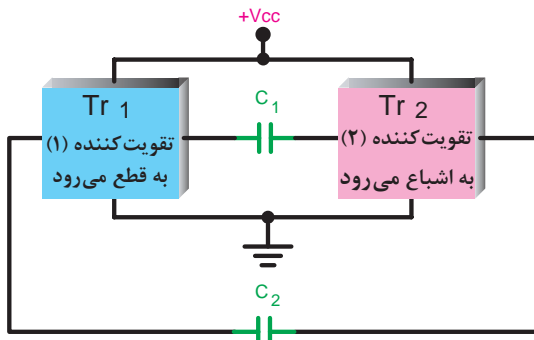 +Vcc
Tr 1
تقویت‌کننده (۱)
به قطع می‌رود
C1
Tr 2
تقویت‌کننده (۲)
به اشباع می‌رود
C2